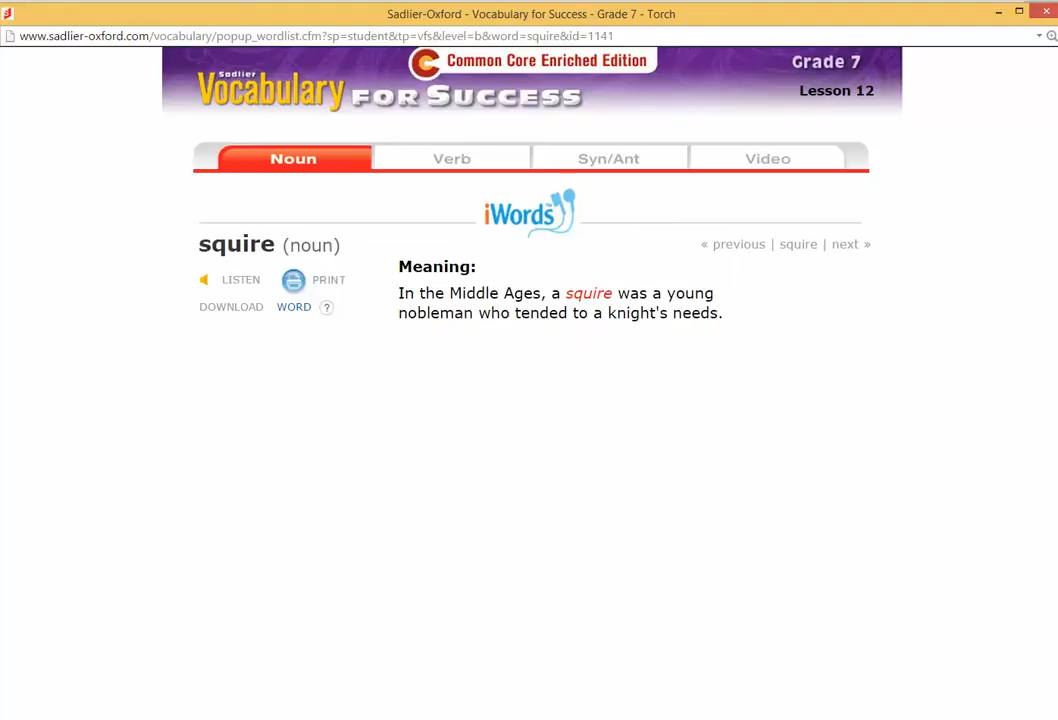 Sadlier-Oxford - Vocabulary for Success - Grade 7 - Torch
www.sadlier-oxford.com/vocabulary/popup_wordlist.cfm?sp=student&tp=vfs&level=b&word=squire&id=1141
C Common Core Enriched Edition
Grade 7
Sadlier
Vocabulary FOR SUCCESS
Lesson 12
Noun Verb Syn/Ant Video
iWords™
squire (noun)
« previous | squire | next »
Meaning:
LISTEN PRINT
In the Middle Ages, a squire was a young
DOWNLOAD WORD ?
nobleman who tended to a knight's needs.